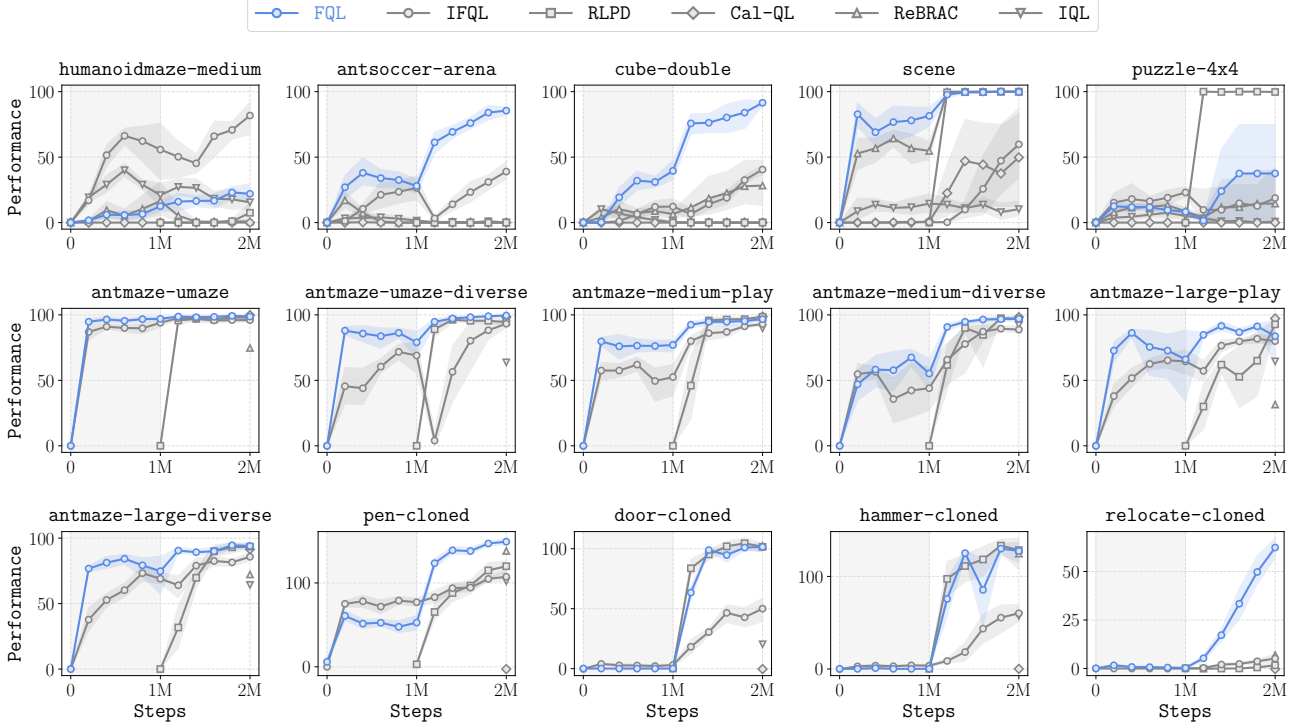 FQL IFQL RLPD Cal-QL ReBRAC IQL
humanoidmaze-medium antsoccer-arena cube-double scene puzzle-4x4
Performance
100 100 100 100 100
50 50 50 50 50
0 0 0 0 0
0 1M 2M 0 1M 2M 0 1M 2M 0 1M 2M 0 1M 2M
antmaze-umaze antmaze-umaze-diverse antmaze-medium-play antmaze-medium-diverse antmaze-large-play
Performance
100 100 100 100 100
50 50 50 50 50
0 0 0 0 0
0 1M 2M 0 1M 2M 0 1M 2M 0 1M 2M 0 1M 2M
antmaze-large-diverse pen-cloned door-cloned hammer-cloned relocate-cloned
Performance
100 100 100 100 50
50 0 50 0 25
0 0 0
0 1M 2M 0 1M 2M 0 1M 2M 0 1M 2M 0 1M 2M
Steps Steps Steps Steps Steps